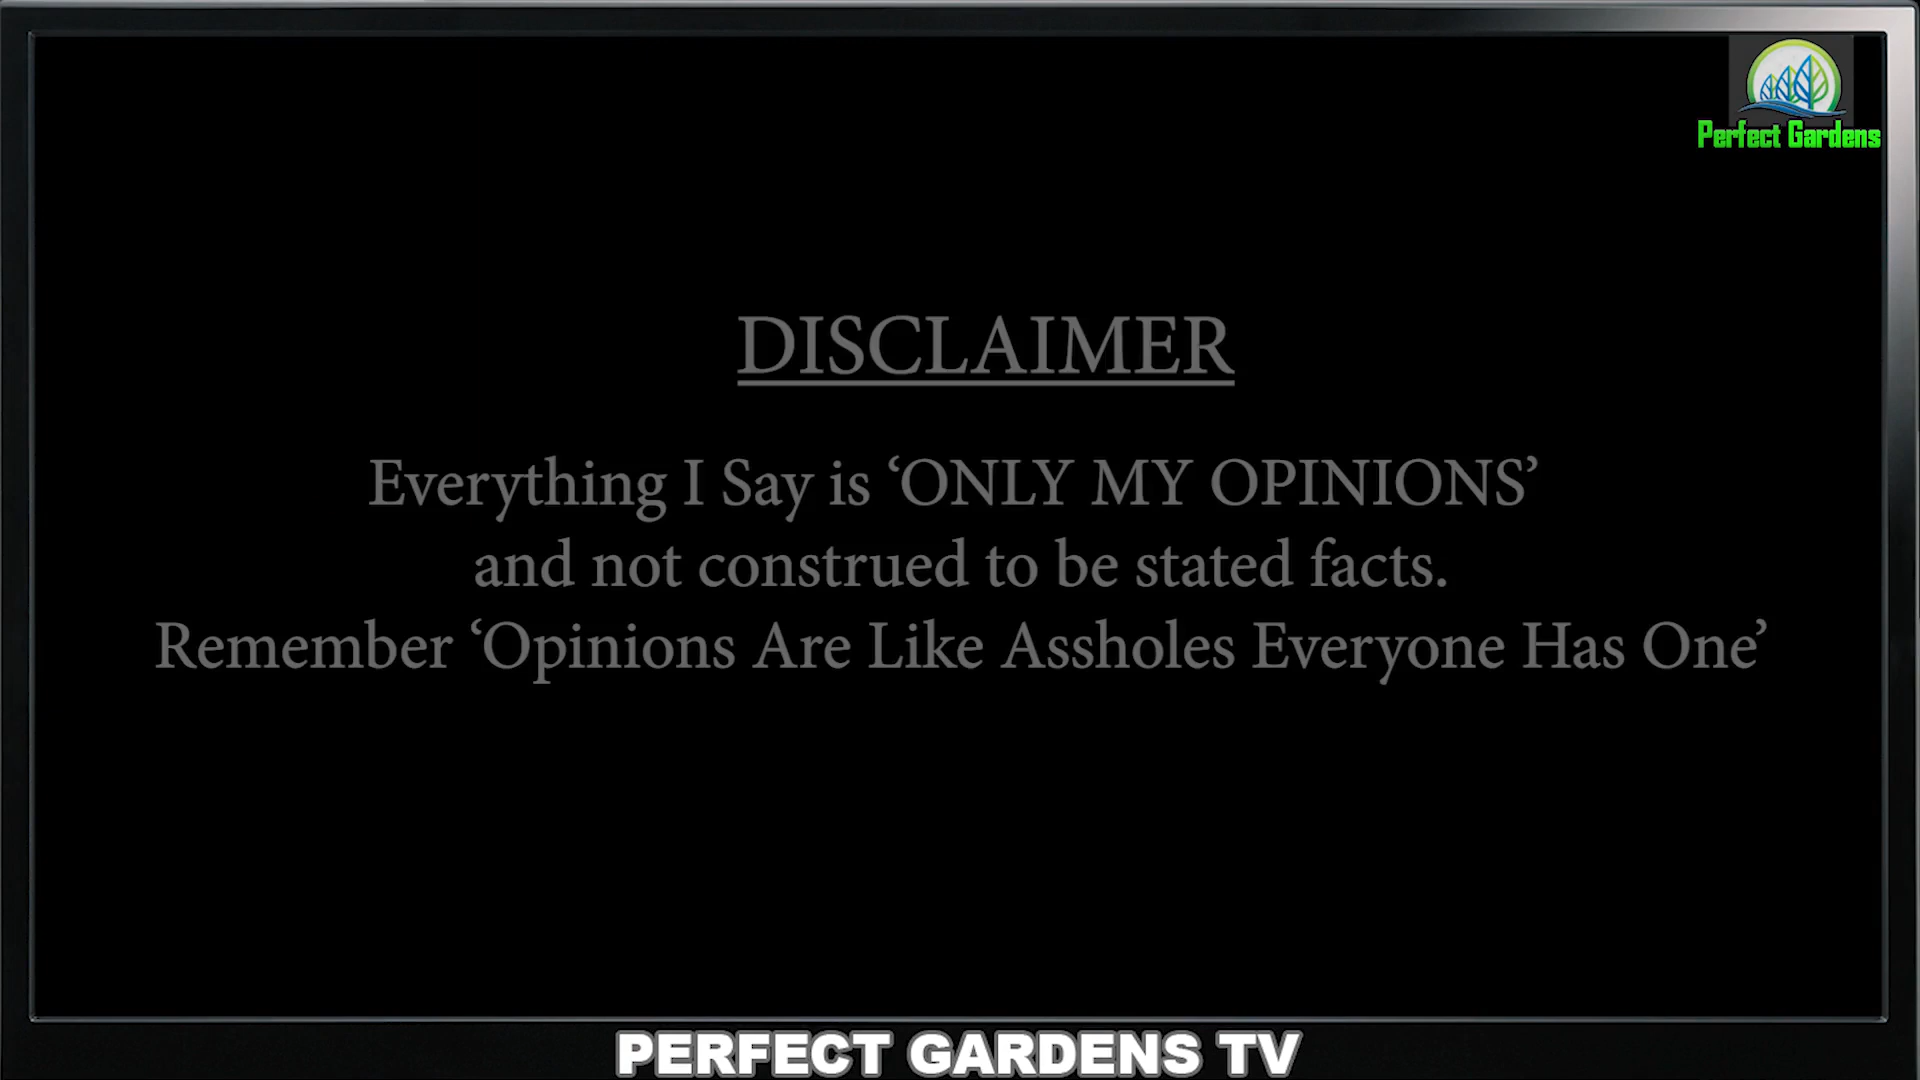 Perfect Gardens
DISCLAIMER
Everything I Say is ‘ONLY MY OPINIONS’
and not construed to be stated facts.
Remember ‘Opinions Are Like Assholes Everyone Has One’
PERFECT GARDENS TV